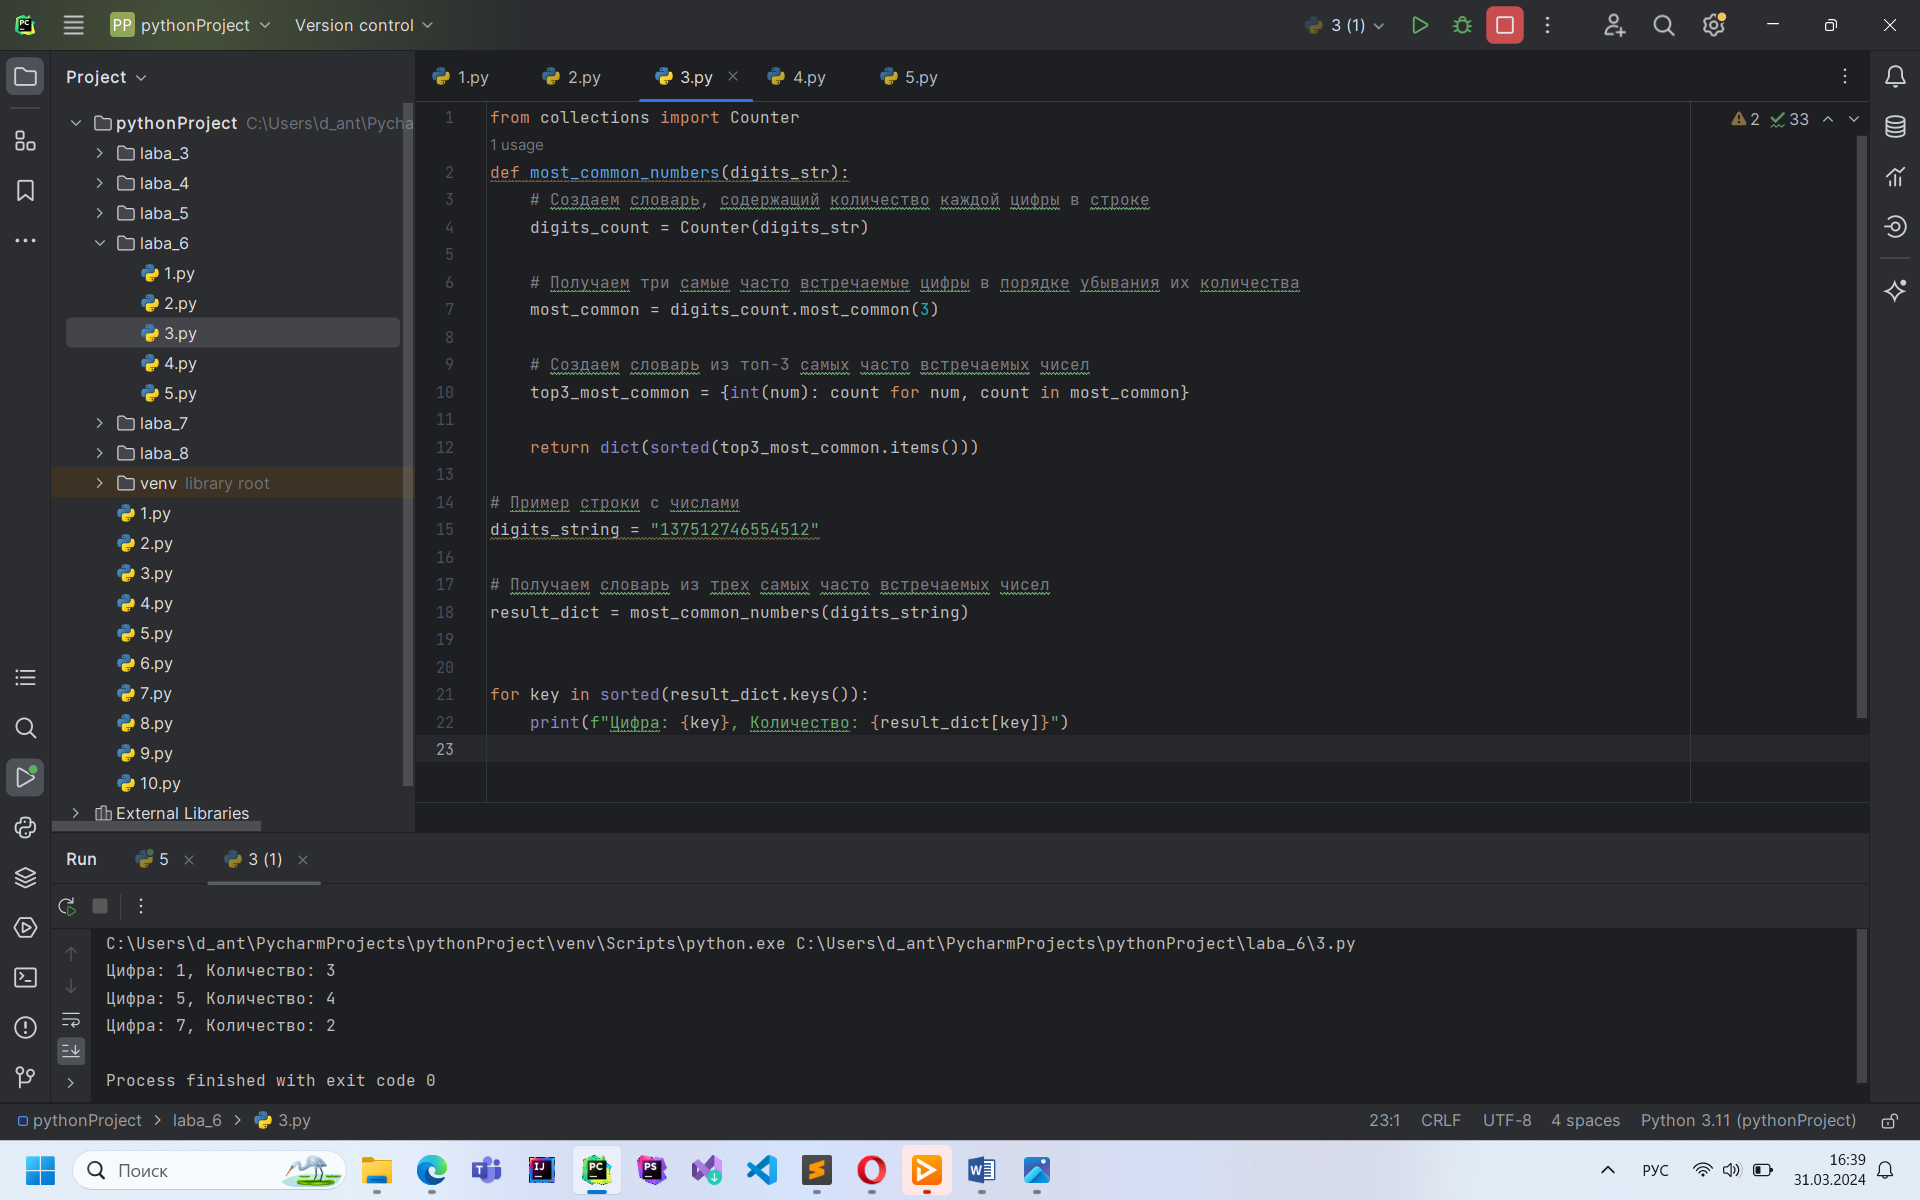 PP pythonProject Version control 3 (1)
Project
1.py 2.py 3.py 4.py 5.py
pythonProject C:\Users\d_ant\Pycha
laba_3
laba_4
laba_5
laba_6
1.py
2.py
3.py
4.py
5.py
laba_7
laba_8
venv library root
1.py
2.py
3.py
4.py
5.py
6.py
7.py
8.py
9.py
10.py
External Libraries
2 33
1 from collections import Counter
1 usage
2 def most_common_numbers(digits_str):
3 # Создаем словарь, содержащий количество каждой цифры в строке
4 digits_count = Counter(digits_str)
5
6 # Получаем три самые часто встречаемые цифры в порядке убывания их количества
7 most_common = digits_count.most_common(3)
8
9 # Создаем словарь из топ-3 самых часто встречаемых чисел
10 top3_most_common = {int(num): count for num, count in most_common}
11
12 return dict(sorted(top3_most_common.items()))
13
14 # Пример строки с числами
15 digits_string = "137512746554512"
16
17 # Получаем словарь из трех самых часто встречаемых чисел
18 result_dict = most_common_numbers(digits_string)
19
20
21 for key in sorted(result_dict.keys()):
22 print(f"Цифра: {key}, Количество: {result_dict[key]}")
23
Run 5 3 (1)
C:\Users\d_ant\PycharmProjects\pythonProject\venv\Scripts\python.exe C:\Users\d_ant\PycharmProjects\pythonProject\laba_6\3.py
Цифра: 1, Количество: 3
Цифра: 5, Количество: 4
Цифра: 7, Количество: 2
Process finished with exit code 0
pythonProject > laba_6 > 3.py 23:1 CRLF UTF-8 4 spaces Python 3.11 (pythonProject)
Поиск
РУС
16:39
31.03.2024